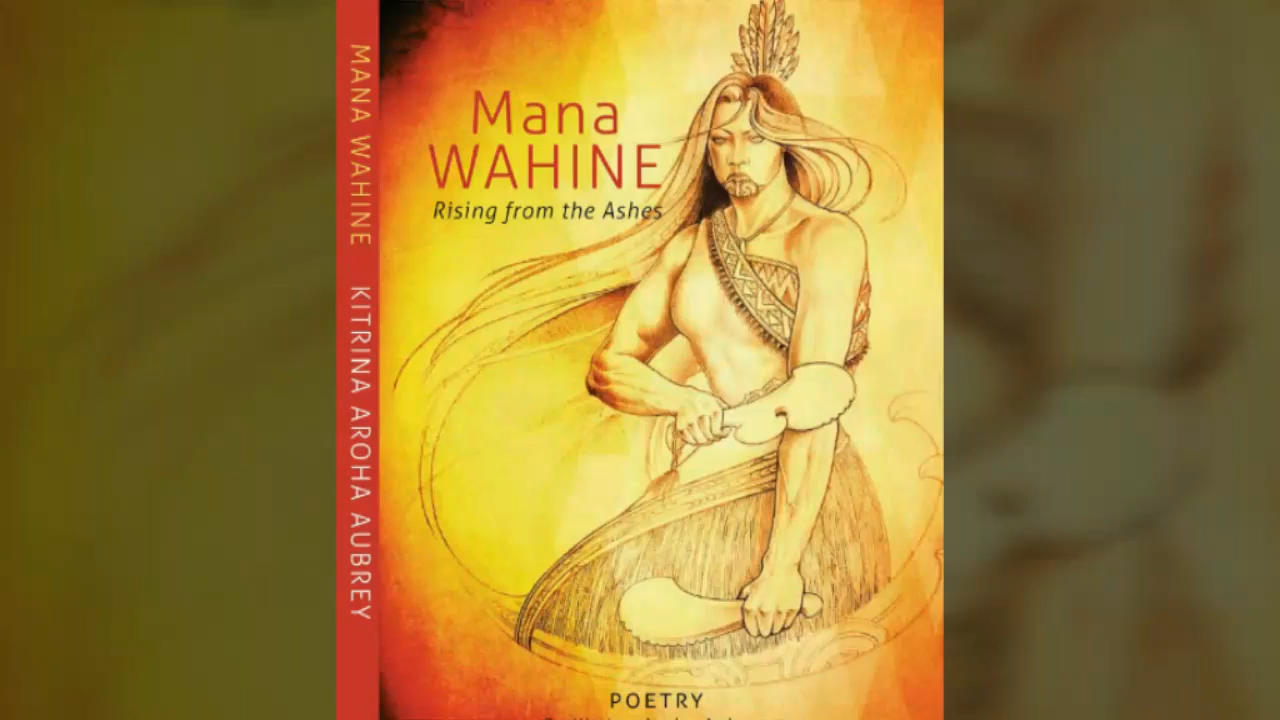 MANA WAHINE KITRINA AROHA AUBREY
Mana
WAHINE
Rising from the Ashes
POETRY